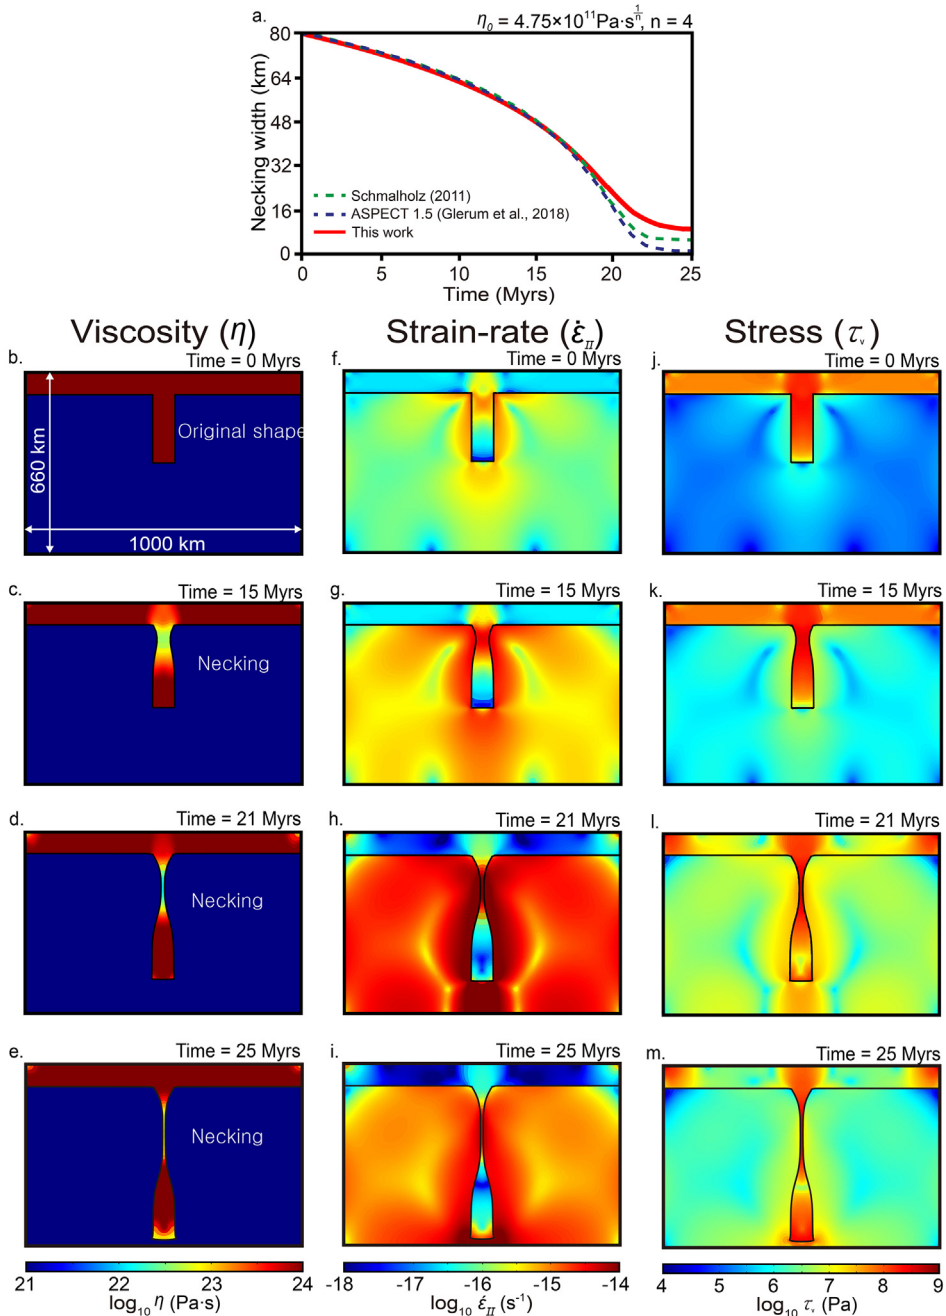 a.
η₀ = 4.75×10¹¹Pa·s^(1/n), n = 4
Necking width (km)
80
64
48
32
16
0
Schmalholz (2011)
ASPECT 1.5 (Glerum et al., 2018)
This work
0 5 10 15 20 25
Time (Myrs)
Viscosity (η) Strain-rate (ε̇_II) Stress (τᵥ)
b. Time = 0 Myrs f. Time = 0 Myrs j. Time = 0 Myrs
Original shape
660 km
1000 km
c. Time = 15 Myrs g. Time = 15 Myrs k. Time = 15 Myrs
Necking
d. Time = 21 Myrs h. Time = 21 Myrs l. Time = 21 Myrs
Necking
e. Time = 25 Myrs i. Time = 25 Myrs m. Time = 25 Myrs
Necking
21 22 23 24 -18 -17 -16 -15 -14 4 5 6 7 8 9
log₁₀ η (Pa·s) log₁₀ ε̇_II (s⁻¹) log₁₀ τᵥ (Pa)